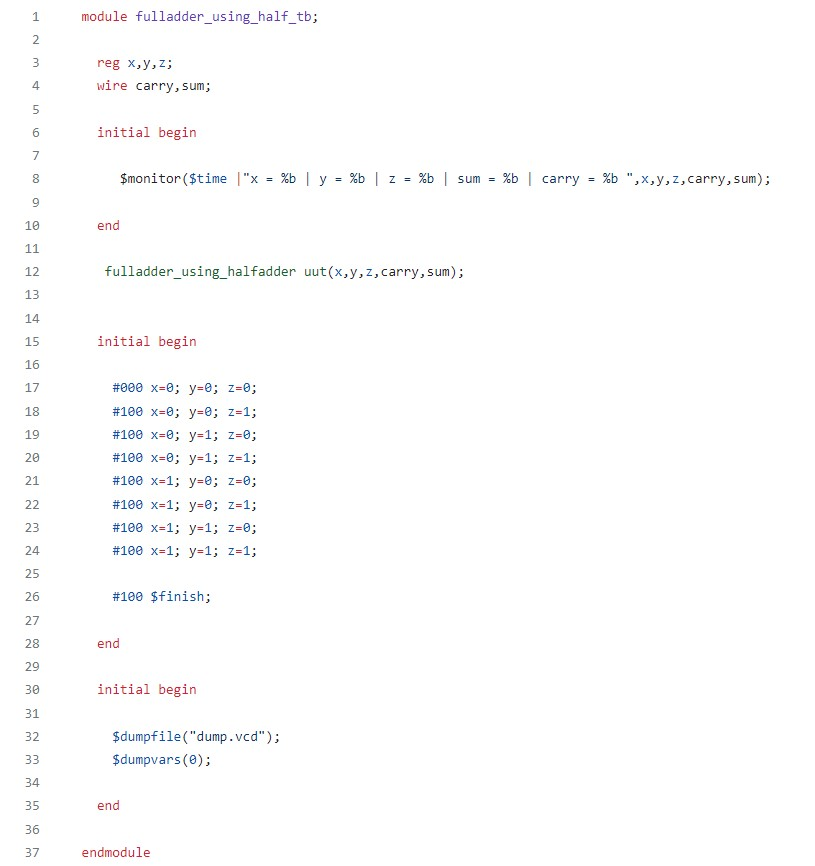 1 module fulladder_using_half_tb;
2
3 reg x,y,z;
4 wire carry,sum;
5
6 initial begin
7
8 $monitor($time |"x = %b | y = %b | z = %b | sum = %b | carry = %b ",x,y,z,carry,sum);
9
10 end
11
12 fulladder_using_halfadder uut(x,y,z,carry,sum);
13
14
15 initial begin
16
17 #000 x=0; y=0; z=0;
18 #100 x=0; y=0; z=1;
19 #100 x=0; y=1; z=0;
20 #100 x=0; y=1; z=1;
21 #100 x=1; y=0; z=0;
22 #100 x=1; y=0; z=1;
23 #100 x=1; y=1; z=0;
24 #100 x=1; y=1; z=1;
25
26 #100 $finish;
27
28 end
29
30 initial begin
31
32 $dumpfile("dump.vcd");
33 $dumpvars(0);
34
35 end
36
37 endmodule